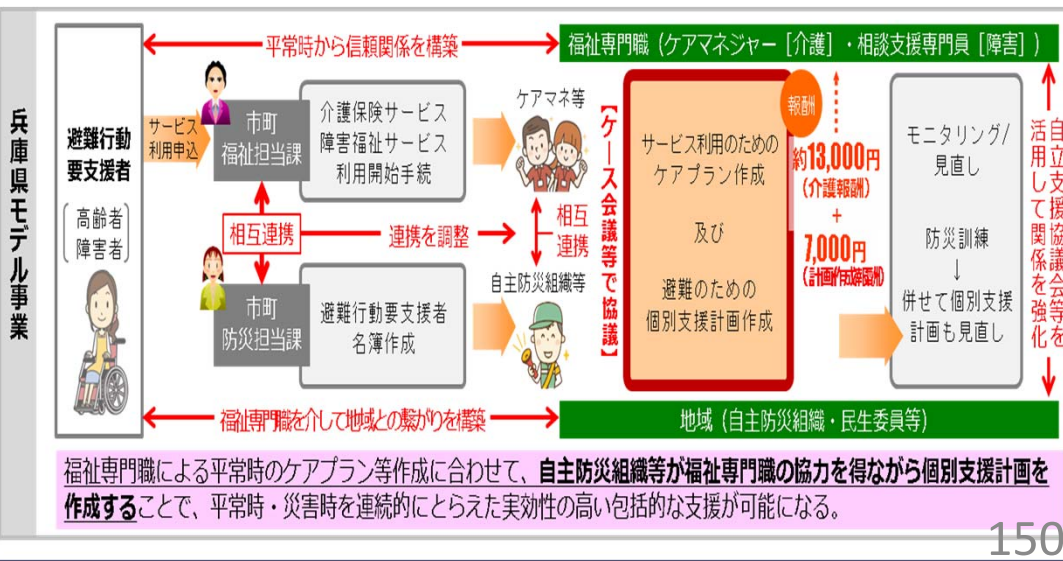 兵庫県モデル事業
平常時から信頼関係を構築
福祉専門職(ケアマネジャー[介護]・相談支援専門員[障害])
避難行動
要支援者
高齢者
障害者
サービス
利用申込
市町
福祉担当課
介護保険サービス
障害福祉サービス
利用開始手続
ケアマネ等
相互連携
連携を調整
相互
連携
市町
防災担当課
避難行動要支援者
名簿作成
自主防災組織等
【ケース会議等で協議】
サービス利用のための
ケアプラン作成
及び
避難のための
個別支援計画作成
報酬
約13,000円
(介護報酬)
+
7,000円
(計画作成報酬)
モニタリング/
見直し
防災訓練
↓
併せて個別支援
計画も見直し
自立支援協議会等を
活用して関係を強化
福祉専門職を介して地域との繋がりを構築
地域(自主防災組織・民生委員等)
福祉専門職による平常時のケアプラン等作成に合わせて、自主防災組織等が福祉専門職の協力を得ながら個別支援計画を
作成することで、平常時・災害時を連続的にとらえた実効性の高い包括的な支援が可能になる。
150